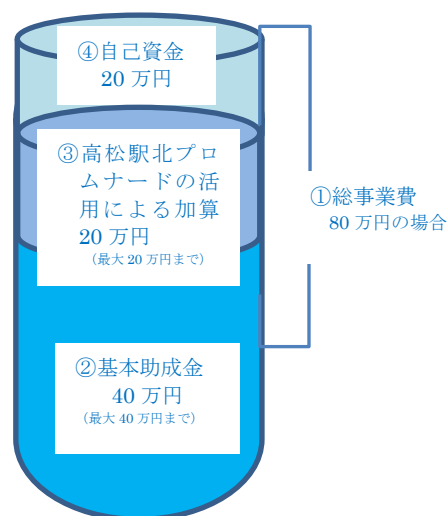 ④自己資金
20 万円
③高松駅北プロ
ムナードの活
用による加算
20 万円
（最大 20 万円まで）
①総事業費
80 万円の場合
②基本助成金
40 万円
（最大 40 万円まで）